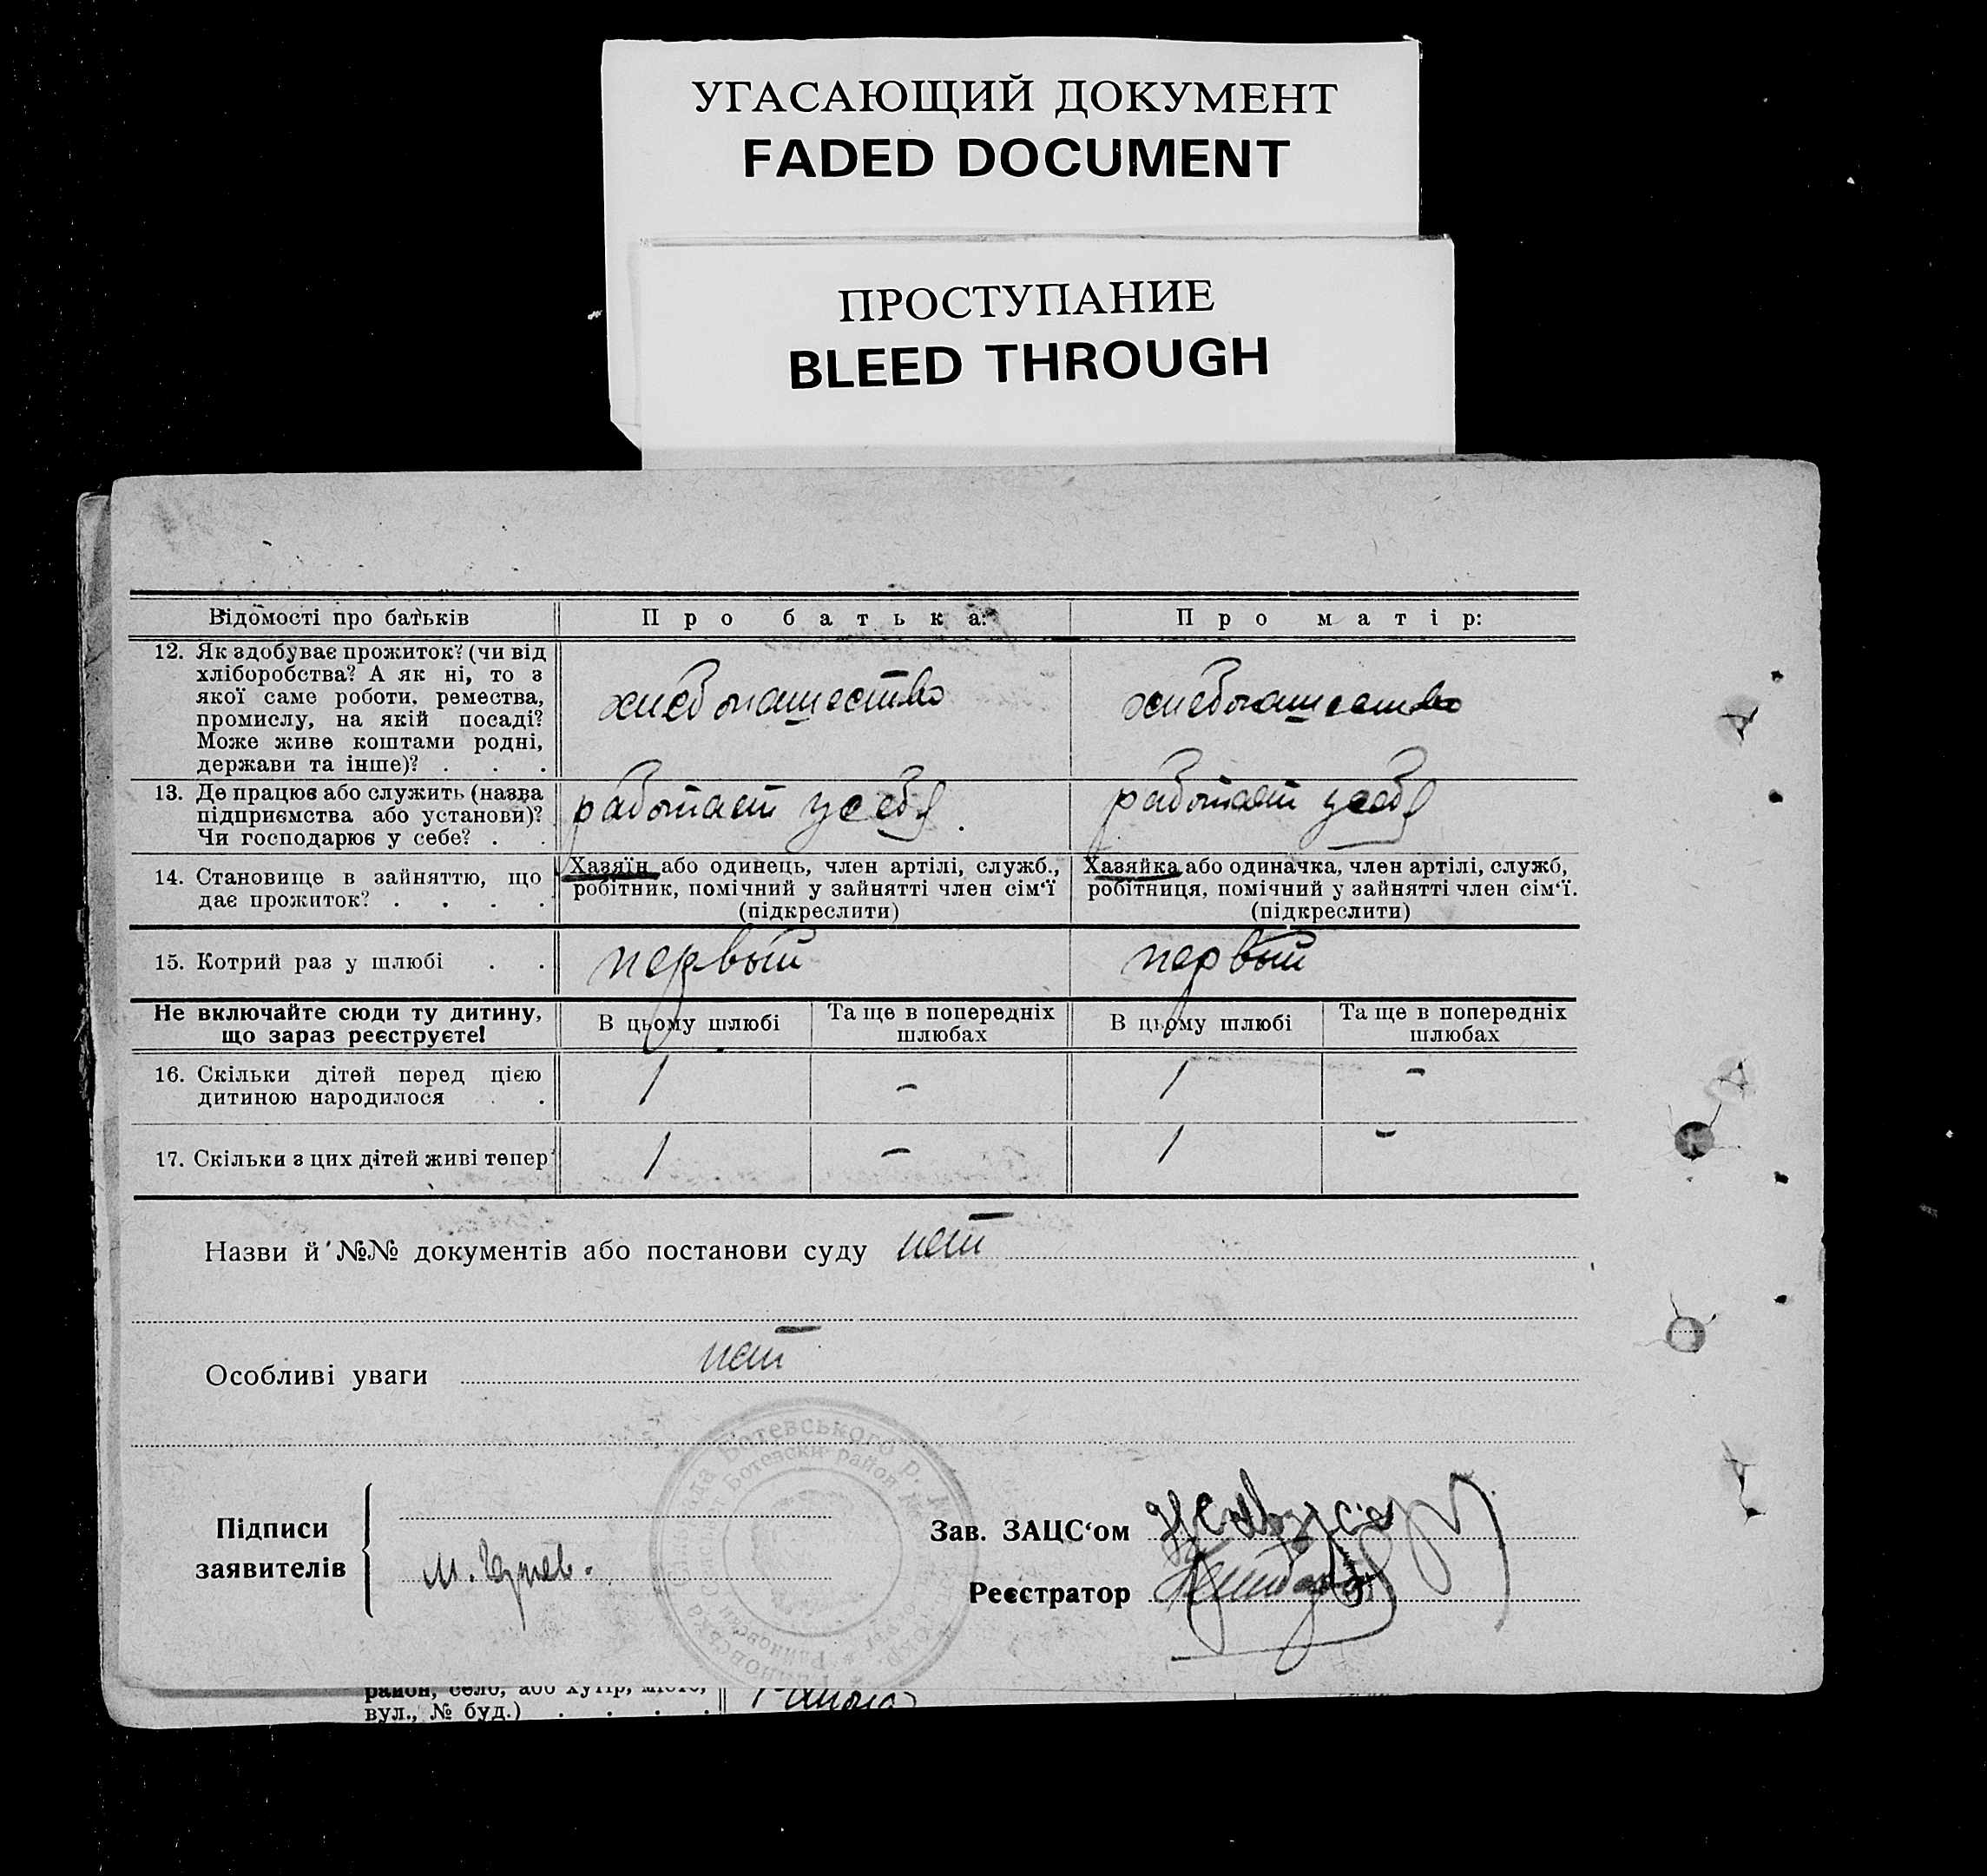 УГАСАЮЩИЙ ДОКУМЕНТ
FADED DOCUMENT
ПРОСТУПАНИЕ
BLEED THROUGH
Відомості про батьків Про батька: Про матір:
12. Як здобуває прожиток? (чи від
хліборобства? А як ні, то з
якої саме роботи, ремества,
промислу, на якій посаді?
Може живе коштами родні,
держави та інше)? . . .
хлебопашество хлебопашество
13. Де працює або служить (назва
підприємства або установи)?
Чи господарює у себе? . .
работает у себя. работает у себя
14. Становище в зайняттю, що
дає прожиток? . . . .
Хазяїн або одинець, член артілі, служб.,
робітник, помічний у зайнятті член сім‘ї
(підкреслити)
Хазяйка або одиначка, член артілі, служб,
робітниця, помічний у зайнятті член сім‘ї.
(підкреслити)
15. Котрий раз у шлюбі . . первый первый
Не включайте сюди ту дитину,
що зараз реєструєте!
В цьому шлюбі Та ще в попередніх
шлюбах
В цьому шлюбі Та ще в попередніх
шлюбах
16. Скільки дітей перед цією
дитиною народилося . .
1 – 1 –
17. Скільки з цих дітей живі тепер 1 – 1 –
Назви й №№ документів або постанови суду нет
Особливі уваги нет
Підписи
заявителів
М.
Зав. ЗАЦС‘ом
Реєстратор
Ботевського р.
Ботевски район
район, село, або хутір, місто,
вул., № буд.) . . . .